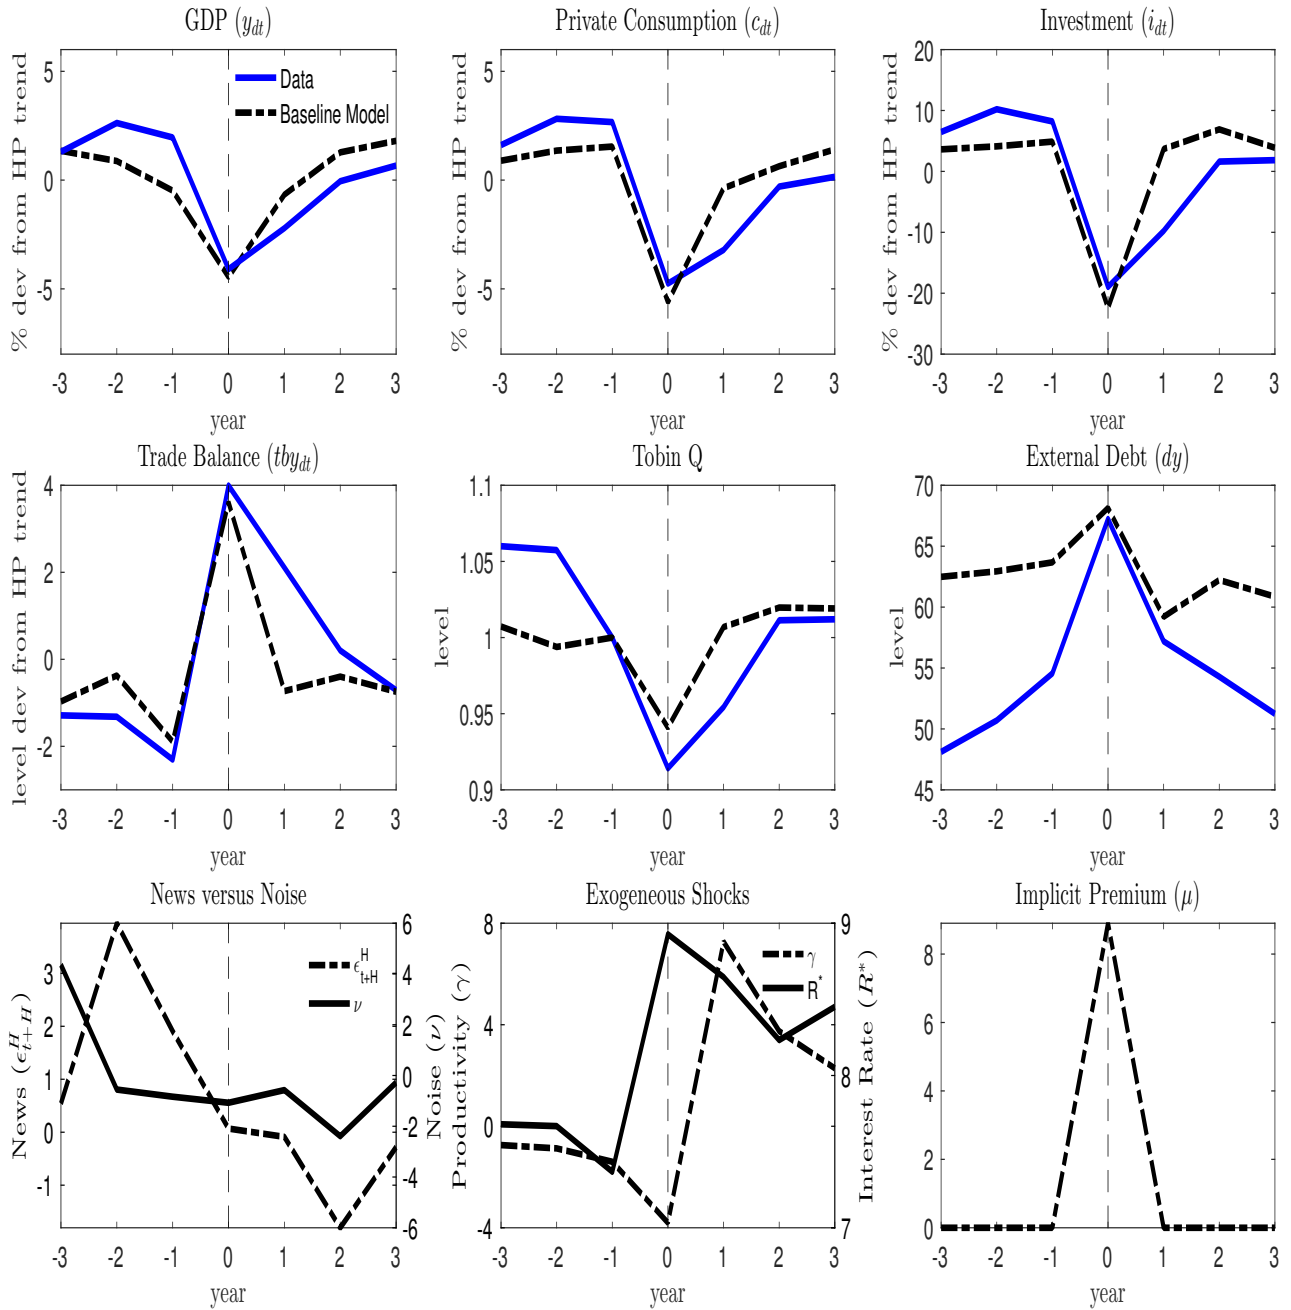 GDP (y_dt)
% dev from HP trend
5
0
-5
Data
Baseline Model
-3 -2 -1 0 1 2 3
year
Private Consumption (c_dt)
% dev from HP trend
5
0
-5
-3 -2 -1 0 1 2 3
year
Investment (i_dt)
% dev from HP trend
20
10
0
-10
-20
-30
-3 -2 -1 0 1 2 3
year
Trade Balance (tby_dt)
level dev from HP trend
4
2
0
-2
-3 -2 -1 0 1 2 3
year
Tobin Q
level
1.1
1.05
1
0.95
0.9
-3 -2 -1 0 1 2 3
year
External Debt (dy)
level
70
65
60
55
50
45
-3 -2 -1 0 1 2 3
year
News versus Noise
News (ϵ^H_t+H)
3
2
1
0
-1
ϵ^H_t+H
ν
6
4
2
0
-2
-4
-6
Noise (ν)
-3 -2 -1 0 1 2 3
year
Exogeneous Shocks
Productivity (γ)
8
4
0
-4
γ
R*
9
8
7
Interest Rate (R*)
-3 -2 -1 0 1 2 3
year
Implicit Premium (μ)
8
6
4
2
0
-3 -2 -1 0 1 2 3
year